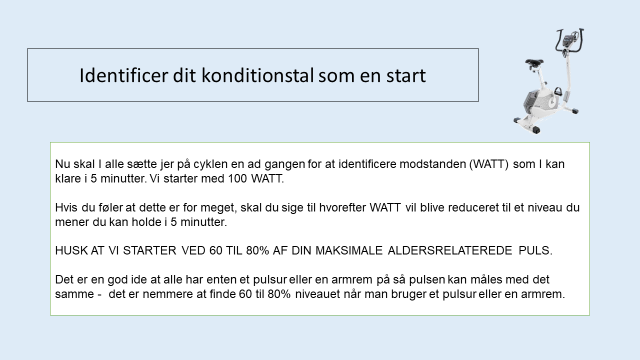 Identificer dit konditionstal som en start
Nu skal I alle sætte jer på cyklen en ad gangen for at identificere modstanden (WATT) som I kan
klare i 5 minutter. Vi starter med 100 WATT.
Hvis du føler at dette er for meget, skal du sige til hvorefter WATT vil blive reduceret til et niveau du
mener du kan holde i 5 minutter.
HUSK AT VI STARTER VED 60 TIL 80% AF DIN MAKSIMALE ALDERSRELATEREDE PULS.
Det er en god ide at alle har enten et pulsur eller en armrem på så pulsen kan måles med det
samme - det er nemmere at finde 60 til 80% niveauet når man bruger et pulsur eller en armrem.